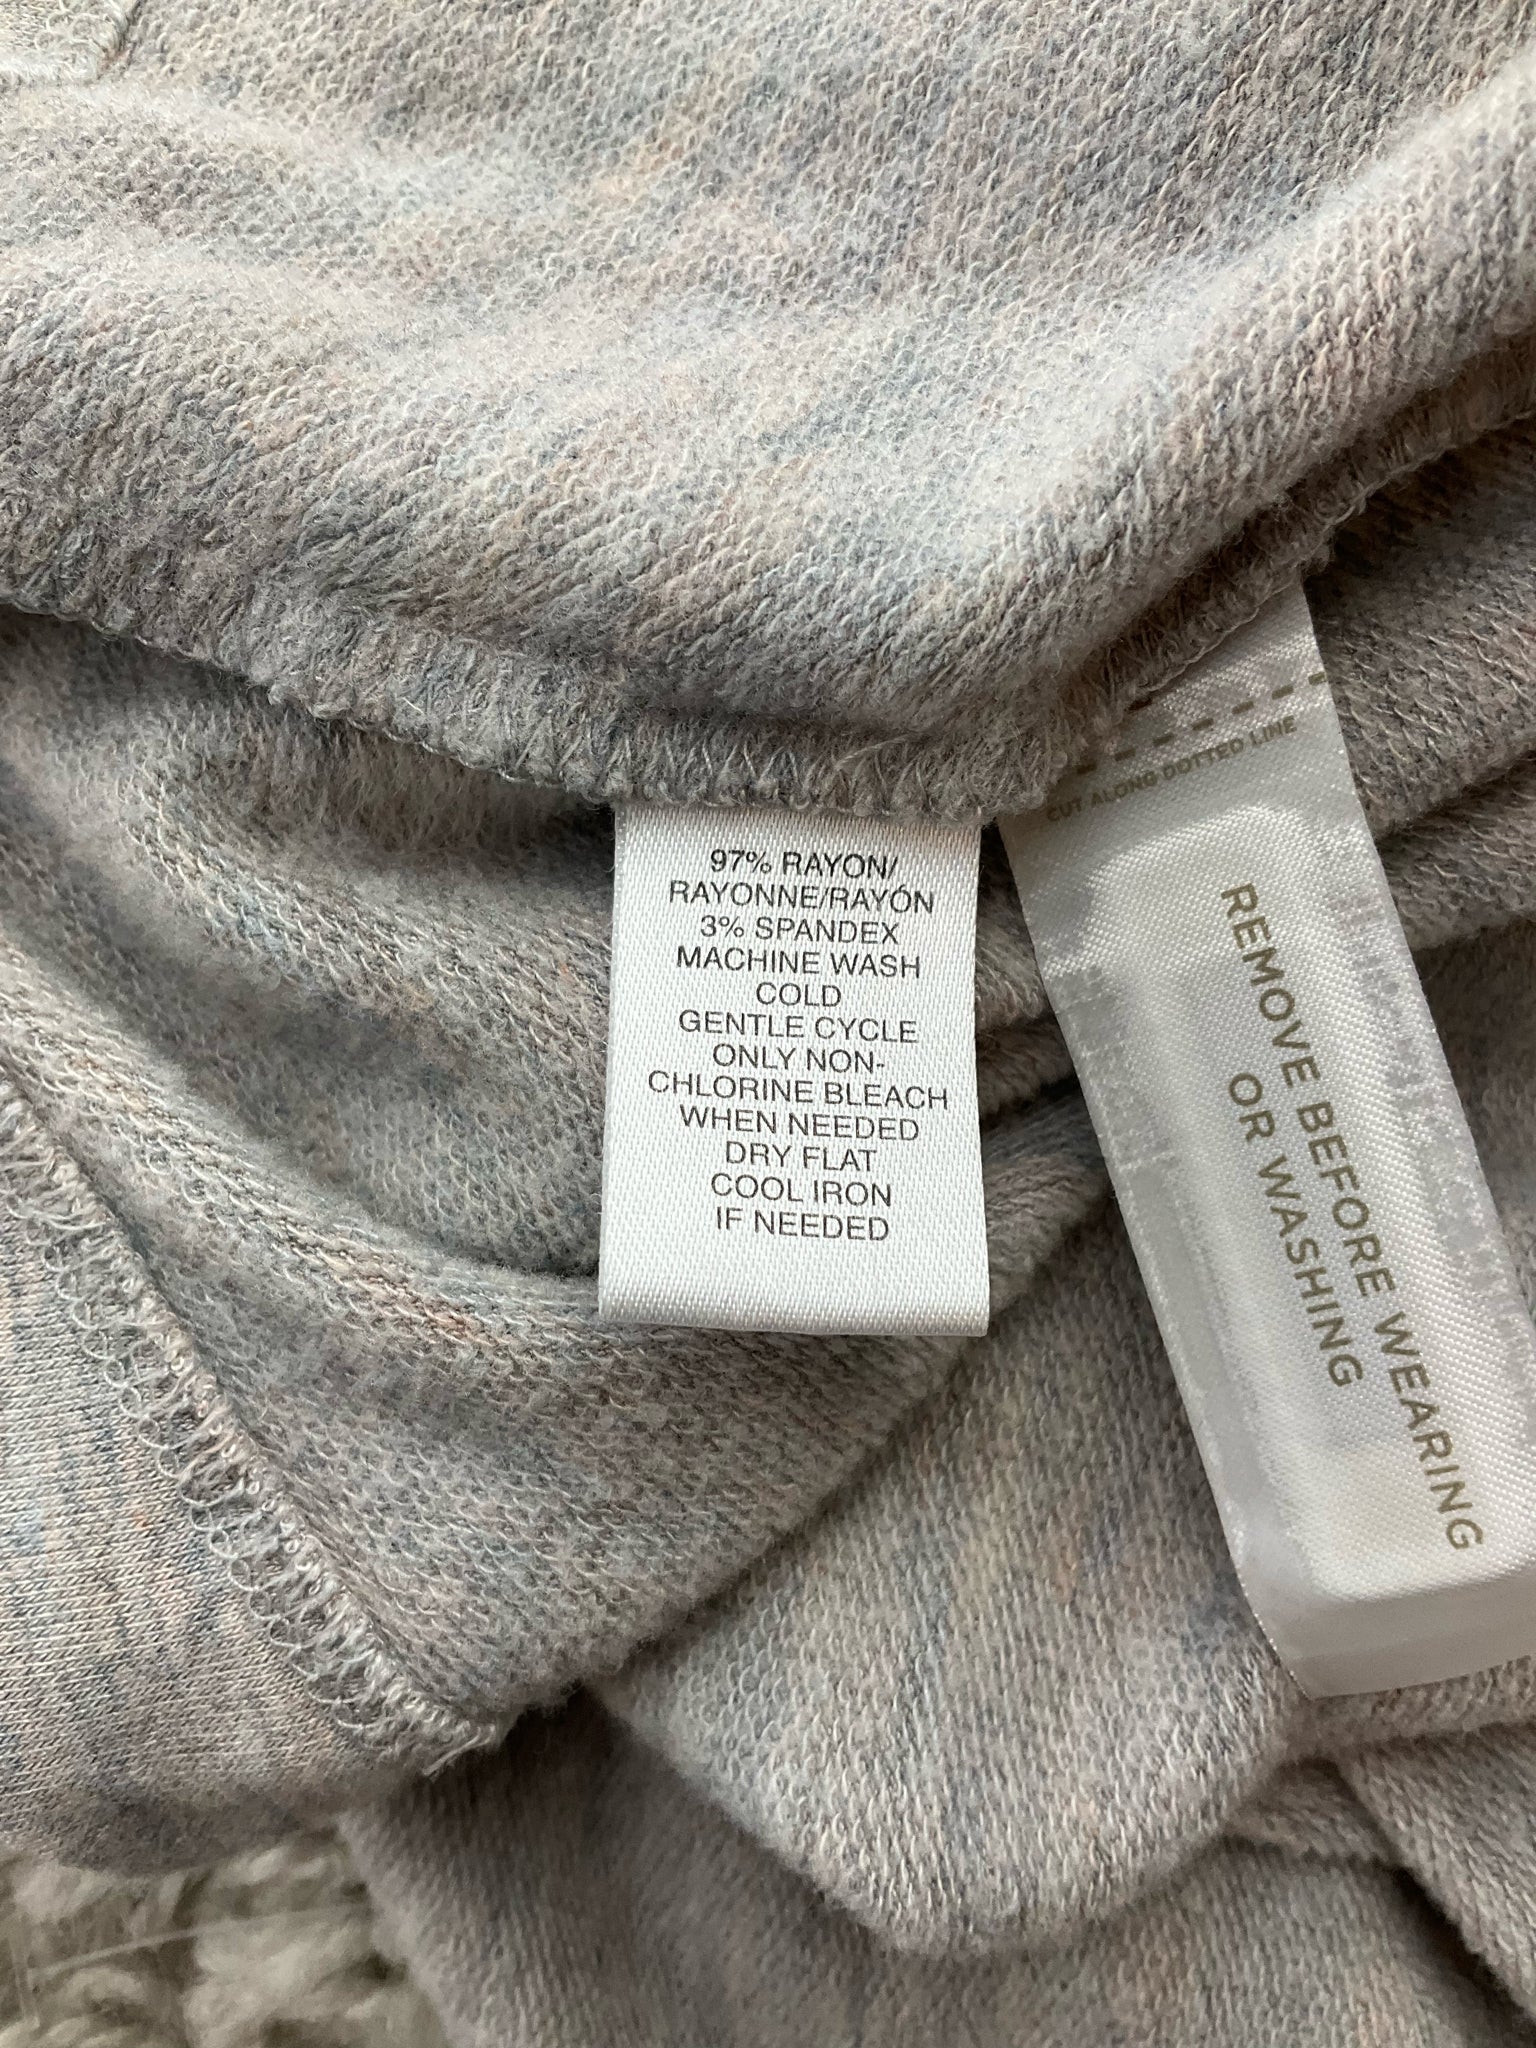 97% RAYON/
RAYONNE/RAYÓN
3% SPANDEX
MACHINE WASH
COLD
GENTLE CYCLE
ONLY NON-
CHLORINE BLEACH
WHEN NEEDED
DRY FLAT
COOL IRON
IF NEEDED
CUT ALONG DOTTED LINE
REMOVE BEFORE WEARING
OR WASHING